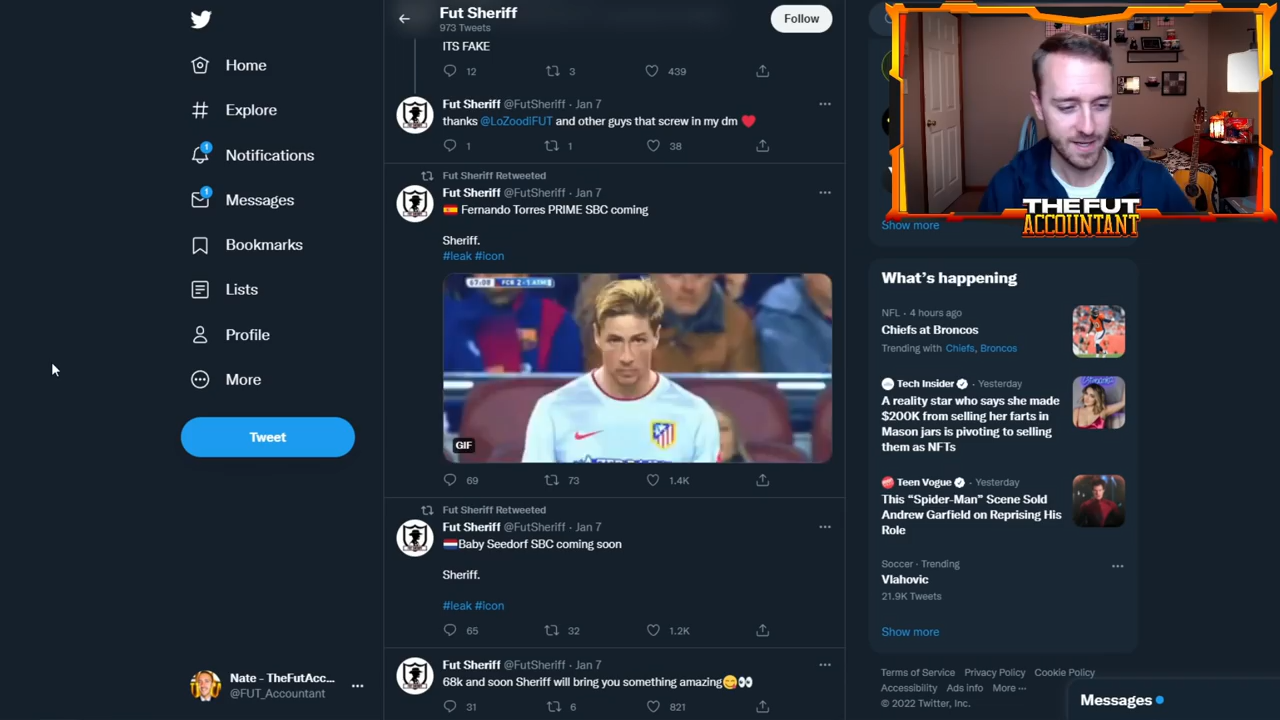 Home
Explore
1
Notifications
1
Messages
Bookmarks
Lists
Profile
More
Tweet
Nate - TheFutAcc...
@FUT_Accountant
Fut Sheriff
973 Tweets
Follow
ITS FAKE
12 3 439
Fut Sheriff @FutSheriff · Jan 7
thanks @LoZoodlFUT and other guys that screw in my dm ❤️
1 1 38
Fut Sheriff Retweeted
Fut Sheriff @FutSheriff · Jan 7
🇪🇸 Fernando Torres PRIME SBC coming
Sheriff.
#leak #icon
67:08 FCB 2-1 ATM
GIF
69 73 1.4K
Fut Sheriff Retweeted
Fut Sheriff @FutSheriff · Jan 7
🇳🇱Baby Seedorf SBC coming soon
Sheriff.
#leak #icon
65 32 1.2K
Fut Sheriff @FutSheriff · Jan 7
68k and soon Sheriff will bring you something amazing😋👀
31 6 821
THE FUT
ACCOUNTANT
Show more
What's happening
NFL · 4 hours ago
Chiefs at Broncos
Trending with Chiefs, Broncos
Tech Insider · Yesterday
A reality star who says she made
$200K from selling her farts in
Mason jars is pivoting to selling
them as NFTs
Teen Vogue · Yesterday
This “Spider-Man” Scene Sold
Andrew Garfield on Reprising His
Role
Soccer · Trending
Vlahovic
21.9K Tweets
Show more
Terms of Service Privacy Policy Cookie Policy
Accessibility Ads info More ···
© 2022 Twitter, Inc.
Messages